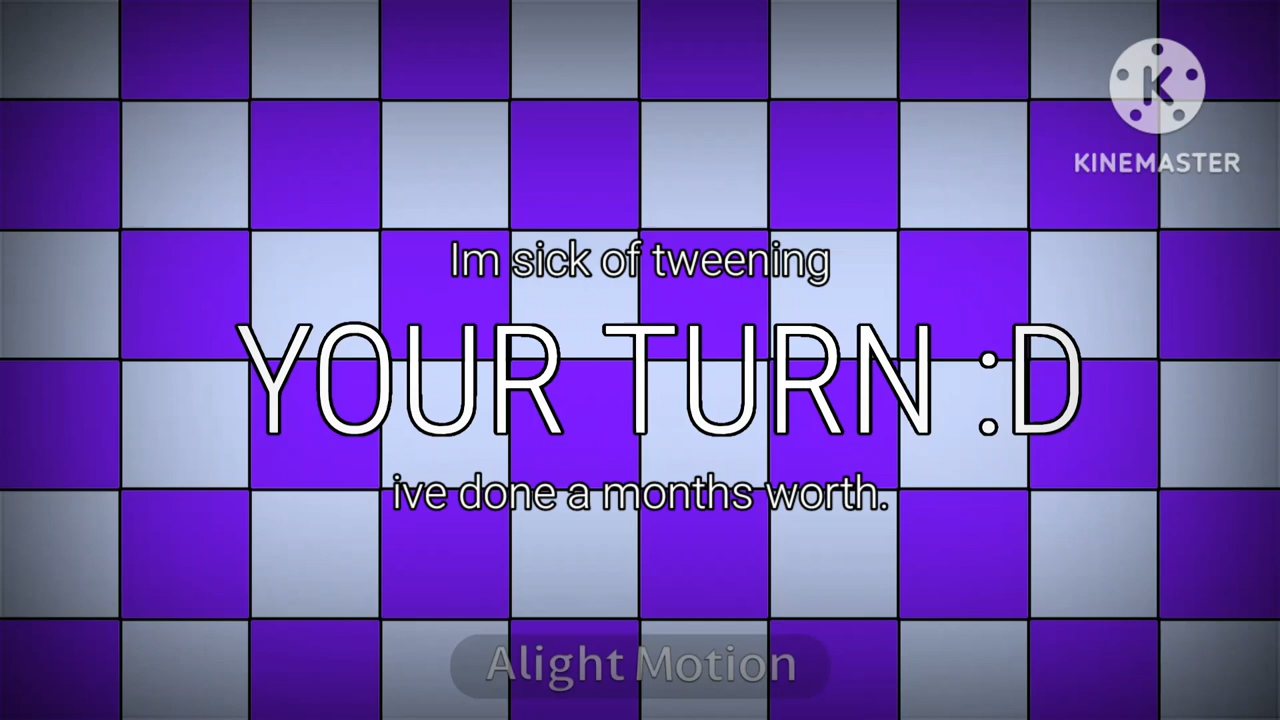 KINEMASTER
Im sick of tweening
YOUR TURN :D
ive done a months worth.
Alight Motion